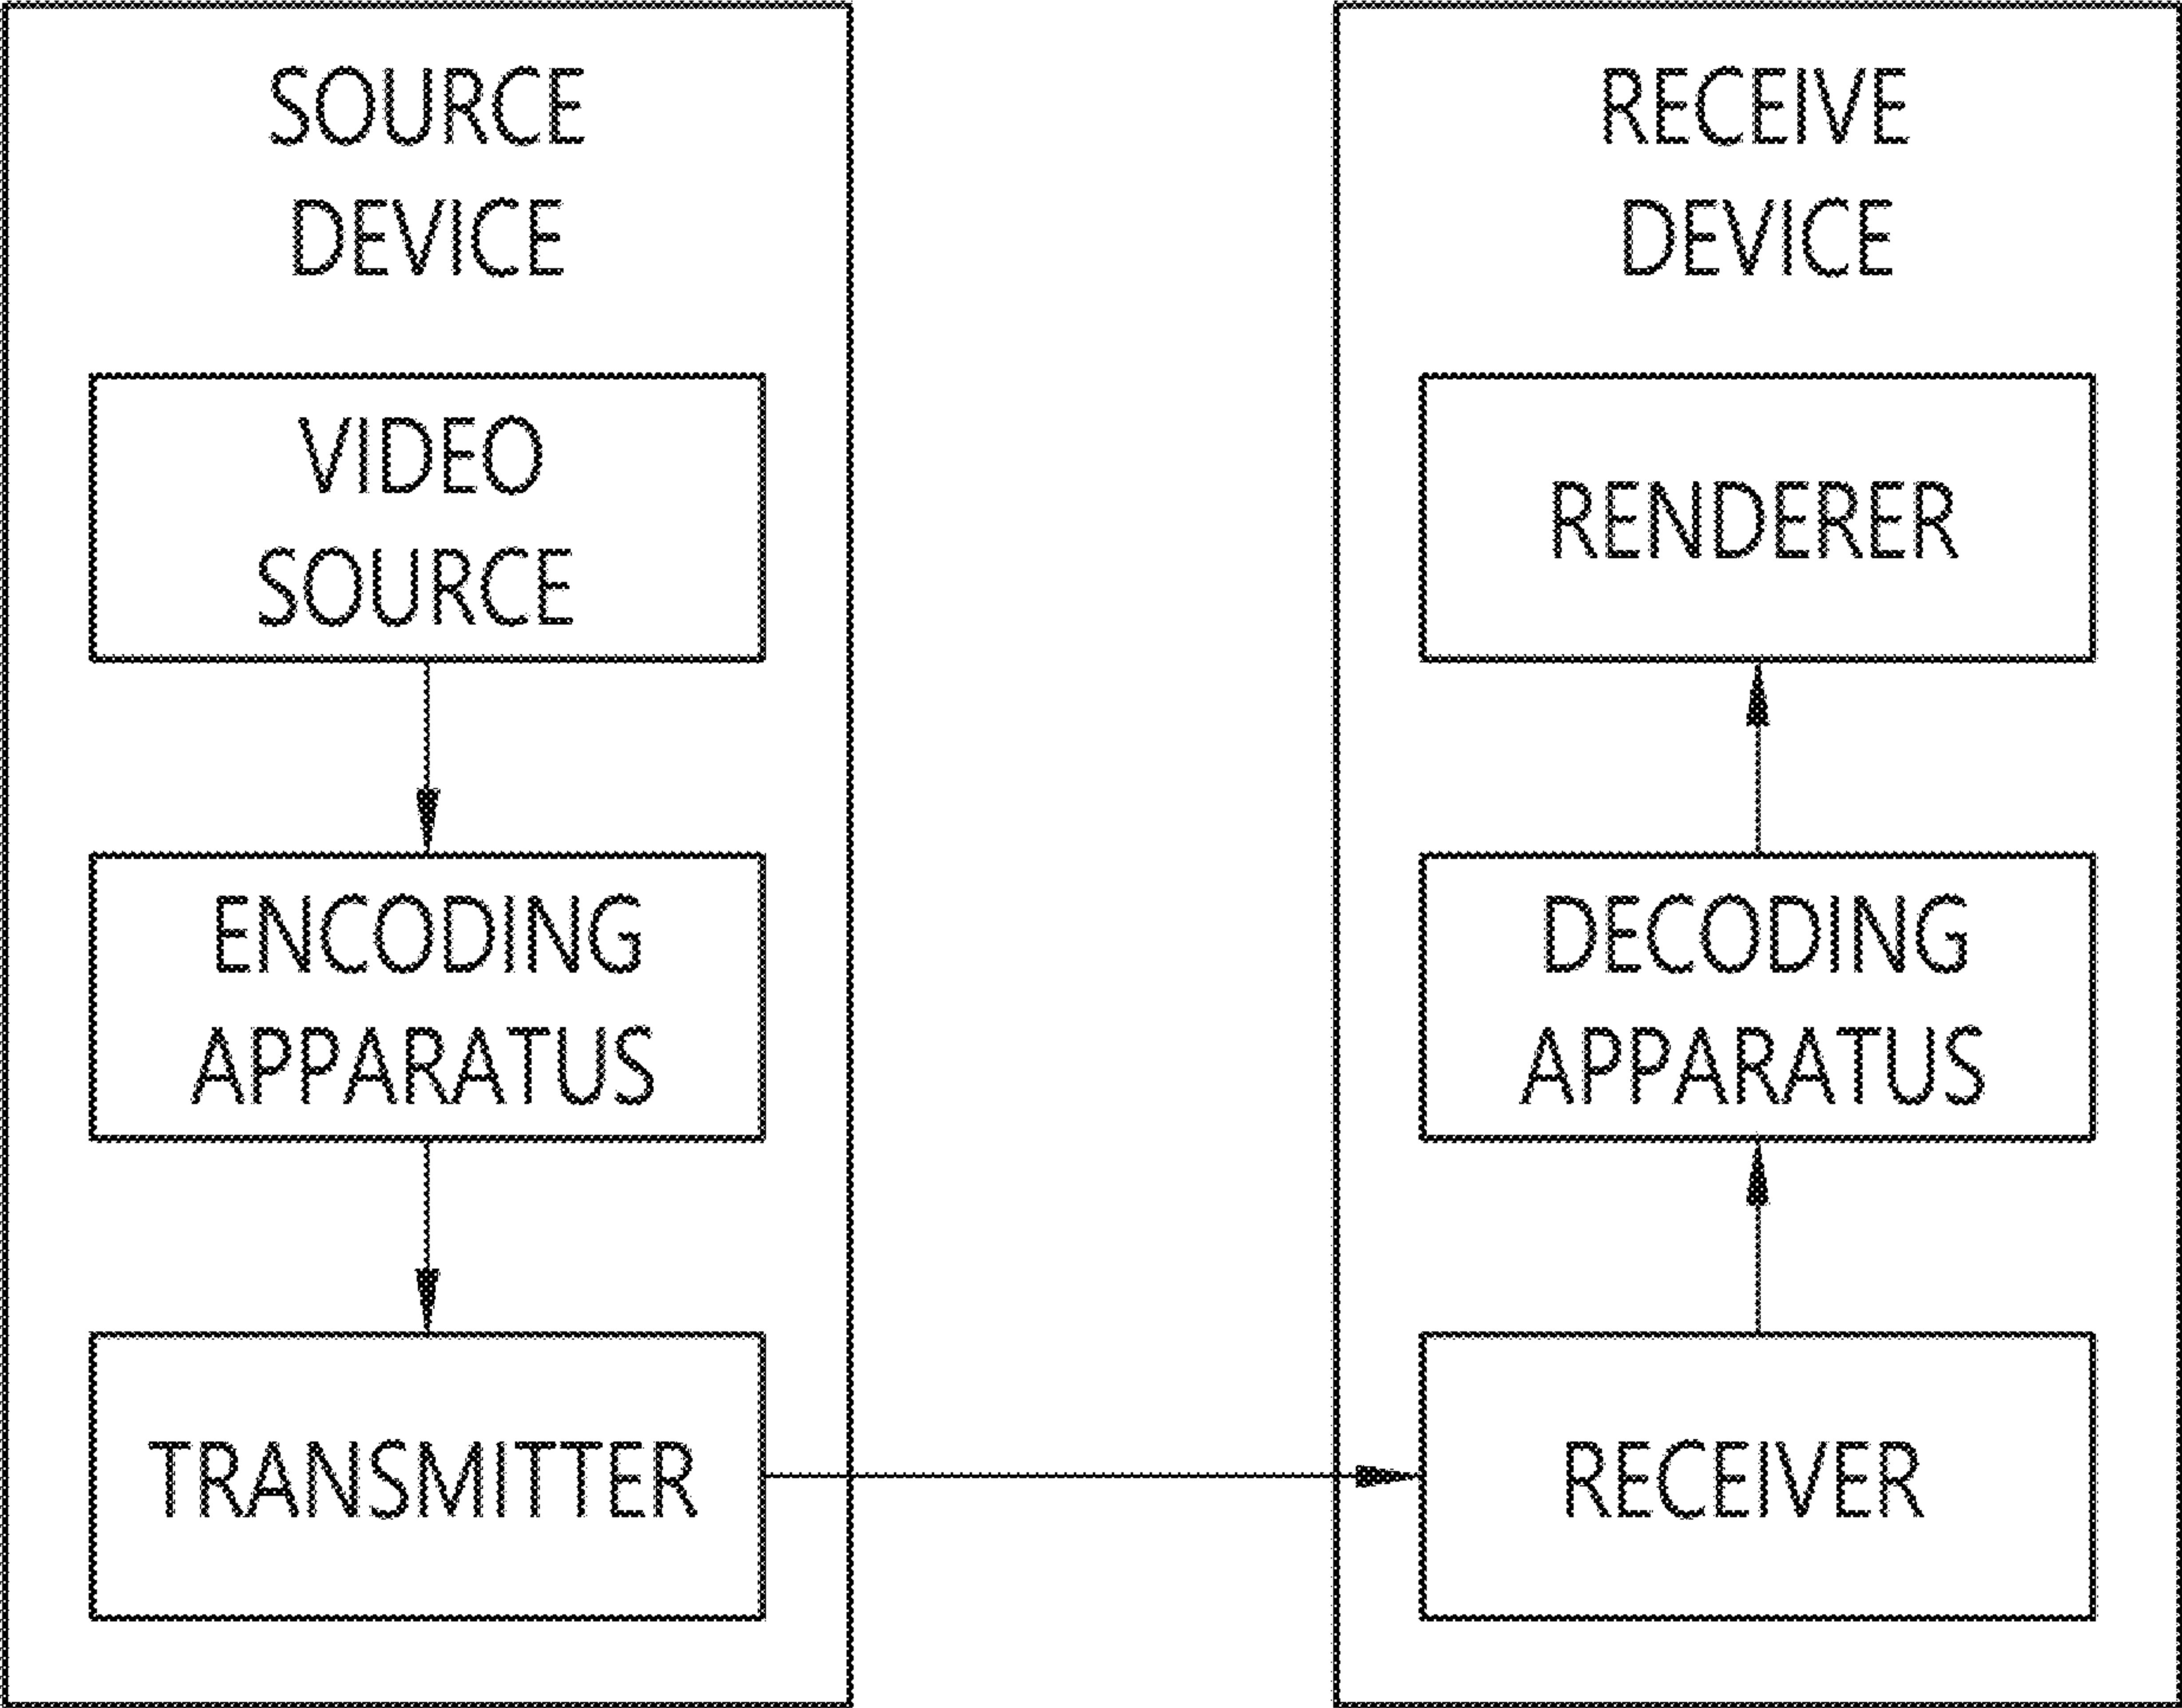 SOURCE
DEVICE
VIDEO
SOURCE
ENCODING
APPARATUS
TRANSMITTER
RECEIVE
DEVICE
RENDERER
DECODING
APPARATUS
RECEIVER